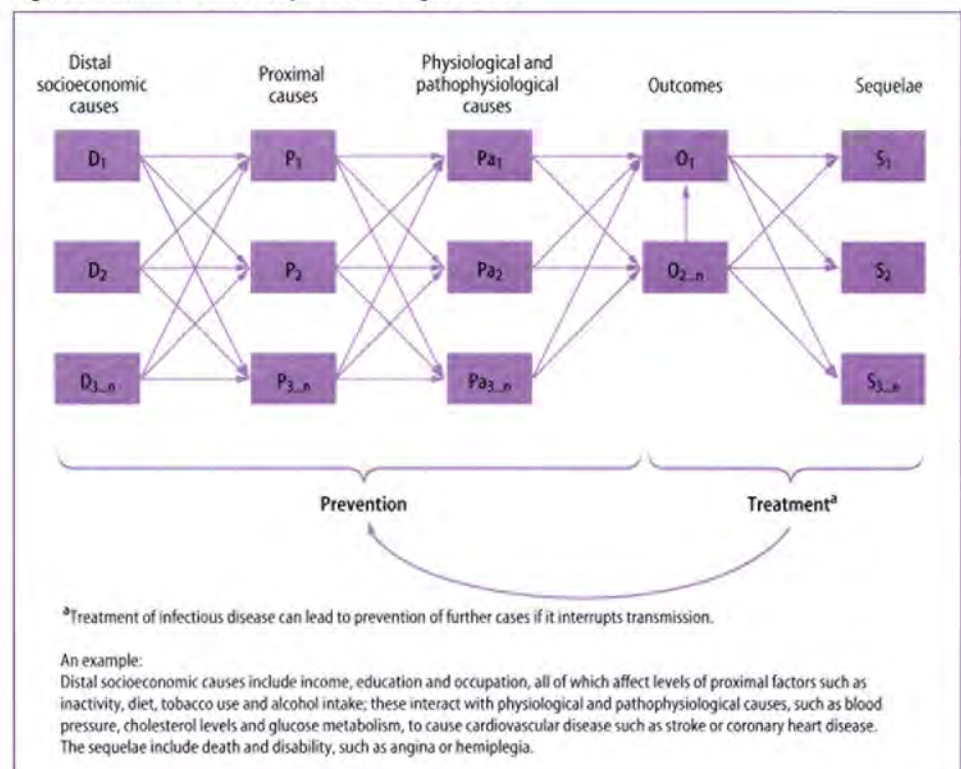 Distal
socioeconomic
causes
Proximal
causes
Physiological and
pathophysiological
causes
Outcomes
Sequelae
D1
P1
Pa1
O1
S1
D2
P2
Pa2
O2...n
S2
D3...n
P3...n
Pa3...n
S3...n
Prevention
Treatmentᵃ
ᵃTreatment of infectious disease can lead to prevention of further cases if it interrupts transmission.
An example:
Distal socioeconomic causes include income, education and occupation, all of which affect levels of proximal factors such as
inactivity, diet, tobacco use and alcohol intake; these interact with physiological and pathophysiological causes, such as blood
pressure, cholesterol levels and glucose metabolism, to cause cardiovascular disease such as stroke or coronary heart disease.
The sequelae include death and disability, such as angina or hemiplegia.